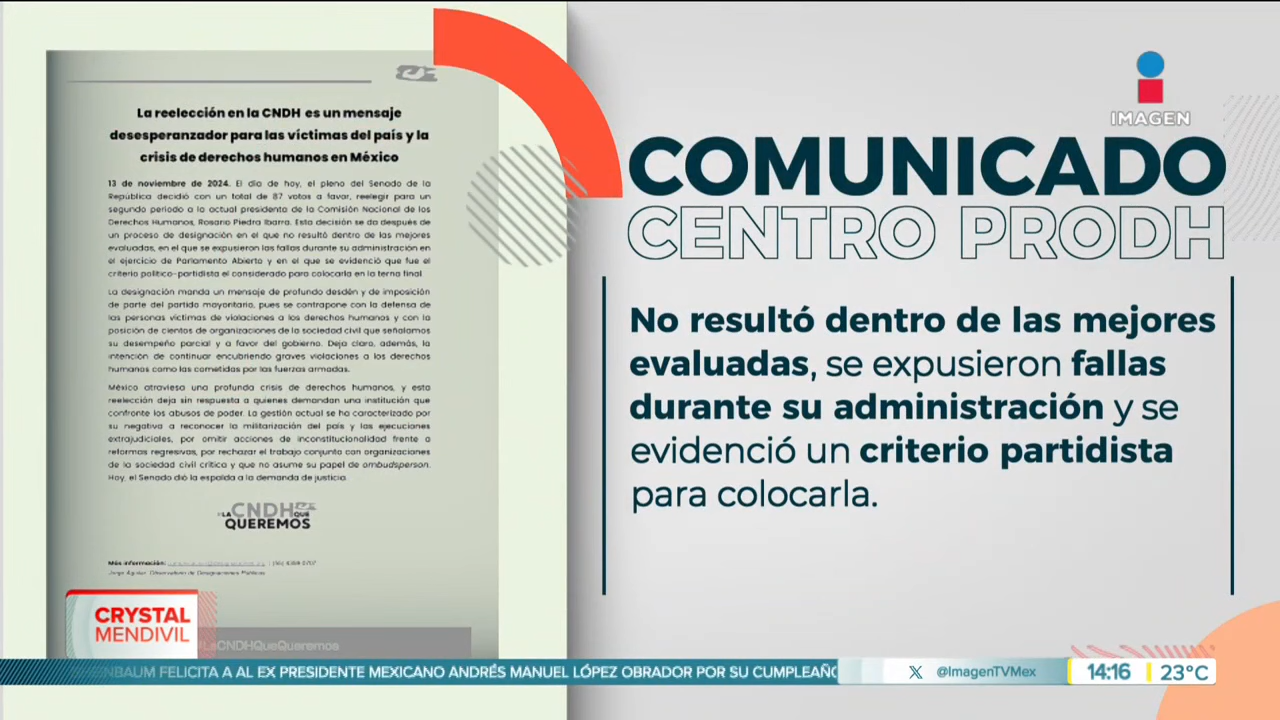 La reelección en la CNDH es un mensaje
desesperanzador para las víctimas del país y la
crisis de derechos humanos en México
13 de noviembre de 2024. El día de hoy, el pleno del Senado de la
República decidió con un total de 87 votos a favor, reelegir para un
segundo periodo a la actual presidenta de la Comisión Nacional de los
Derechos Humanos, Rosario Piedra Ibarra. Esta decisión se da después de
un proceso de designación en el que no resultó dentro de las mejores
evaluadas, en el que se expusieron las fallas durante su administración en
el ejercicio de Parlamento Abierto y en el que se evidenció que fue el
criterio político-partidista el considerado para colocarla en la terna final.
La designación manda un mensaje de profundo desdén y de imposición
de parte del partido mayoritario, pues se contrapone con la defensa de
las personas víctimas de violaciones a los derechos humanos y con la
posición de cientos de organizaciones de la sociedad civil que señalamos
su desempeño parcial y a favor del gobierno. Deja claro, además, la
intención de continuar encubriendo graves violaciones a los derechos
humanos como las cometidas por las fuerzas armadas.
México atraviesa una profunda crisis de derechos humanos, y esta
reelección deja sin respuesta a quienes demandan una institución que
confronte los abusos de poder. La gestión actual se ha caracterizado por
su negativa a reconocer la militarización del país y las ejecuciones
extrajudiciales, por omitir acciones de inconstitucionalidad frente a
reformas regresivas, por rechazar el trabajo conjunto con organizaciones
de la sociedad civil crítica y que no asume su papel de ombudsperson.
Hoy, el Senado dio la espalda a la demanda de justicia.
LA CNDH QUE
QUEREMOS
Más información:
Jorge Aguilar, Observatorio de Designaciones Públicas
LaCNDHQueQueremos
IMAGEN
COMUNICADO
CENTRO PRODH
No resultó dentro de las mejores
evaluadas, se expusieron fallas
durante su administración y se
evidenció un criterio partidista
para colocarla.
CRYSTAL
MENDIVIL
ENBAUM FELICITA A AL EX PRESIDENTE MEXICANO ANDRÉS MANUEL LÓPEZ OBRADOR POR SU CUMPLEAÑO
X @ImagenTVMex
14:16 23°C